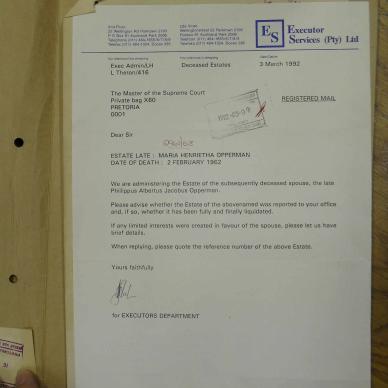 Executor
Services (Pty) Ltd
ES
Exec Admin/LH
L Theron/416
Deceased Estates
3 March 1992
The Master of the Supreme Court
Private bag X60
PRETORIA
0001
REGISTERED MAIL
Dear Sir
ESTATE LATE : MARIA HENRIETHA OPPERMAN
DATE OF DEATH : 2 FEBRUARY 1962
We are administering the Estate of the subsequently deceased spouse, the late
Philippus Albertus Jacobus Opperman.
Please advise whether the Estate of the abovenamed was reported to your office
and, if so, whether it has been fully and finally liquidated.
If any limited interests were created in favour of the spouse, please let us have
brief details.
When replying, please quote the reference number of the above Estate.
Yours faithfully
for EXECUTORS DEPARTMENT